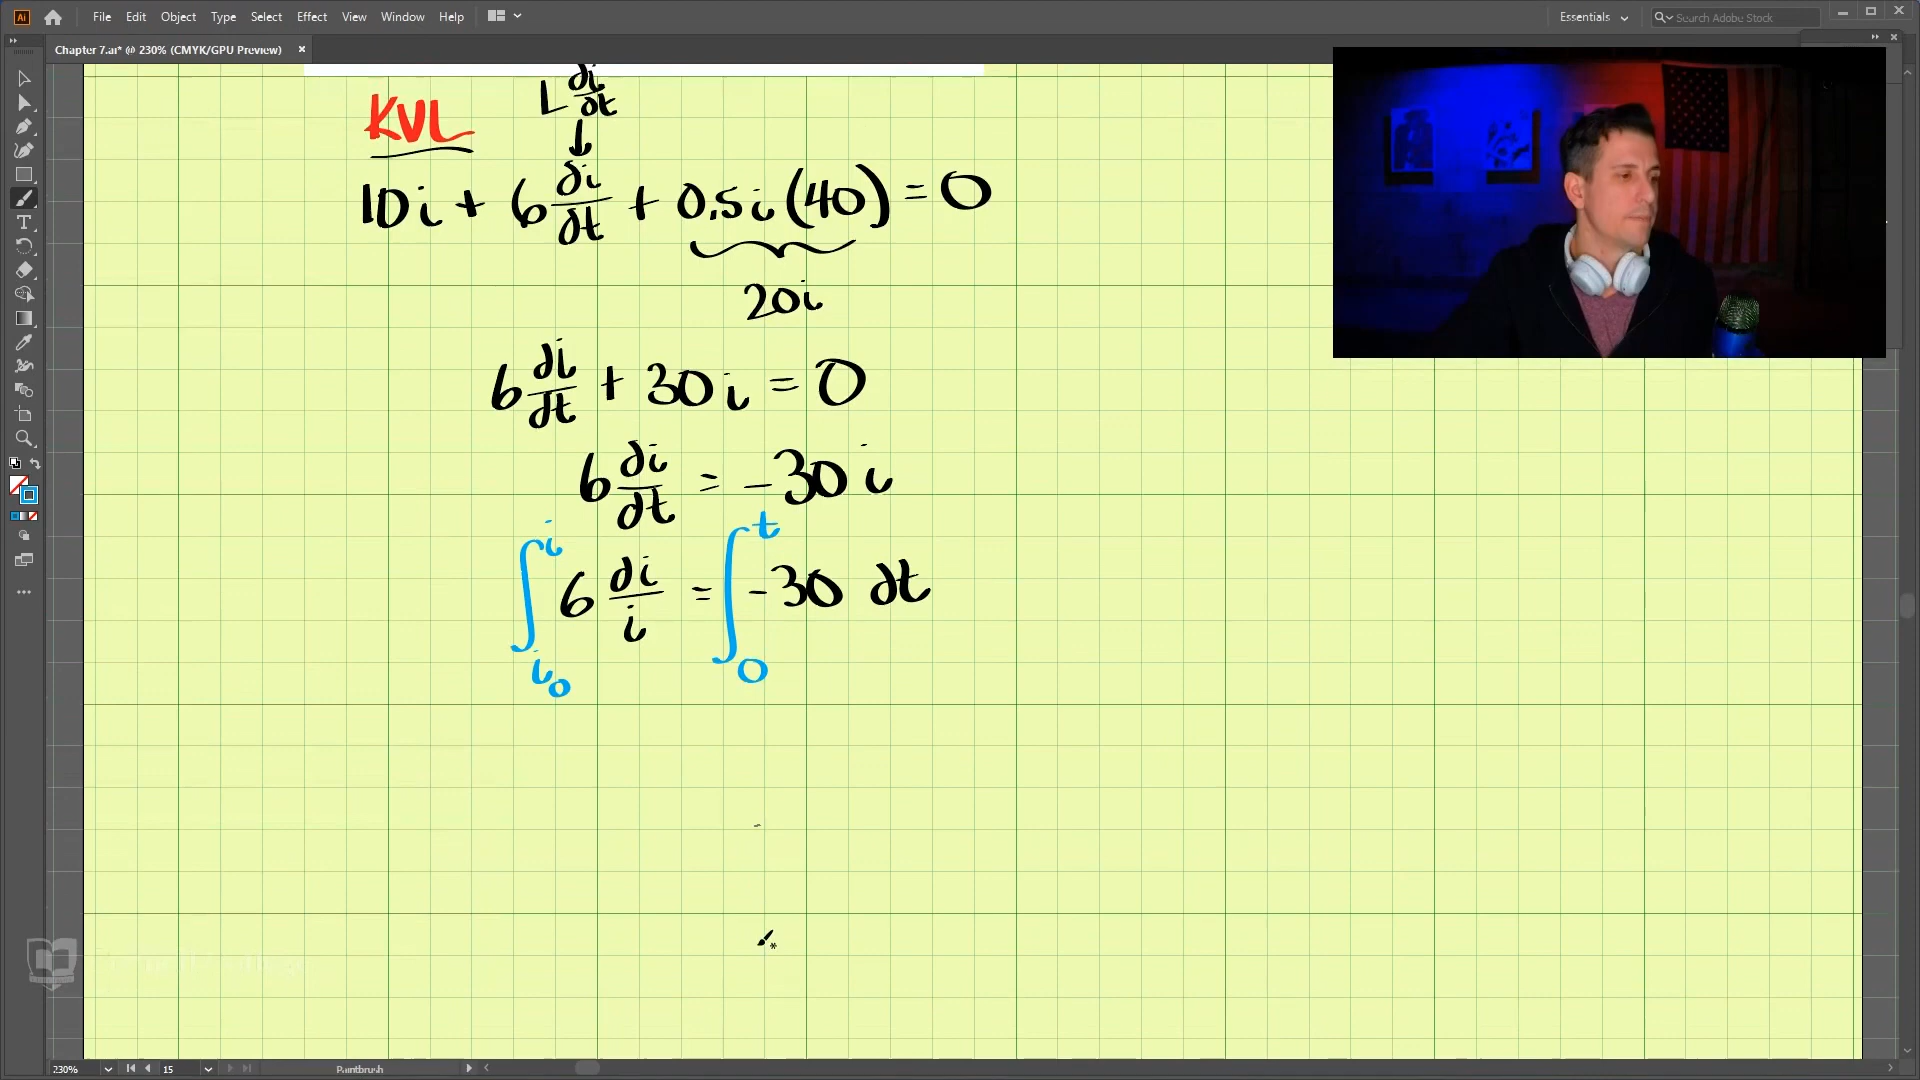 File Edit Object Type Select Effect View Window Help
Essentials
Search Adobe Stock
Chapter 7.ai* @ 230% (CMYK/GPU Preview)
L di/dt
KVL
10i + 6 di/dt + 0.5i(40) = 0
20i
6 di/dt + 30i = 0
6 di/dt = -30i
∫ i i₀ 6 di/i = ∫ t 0 -30 dt
230% 15 Paintbrush